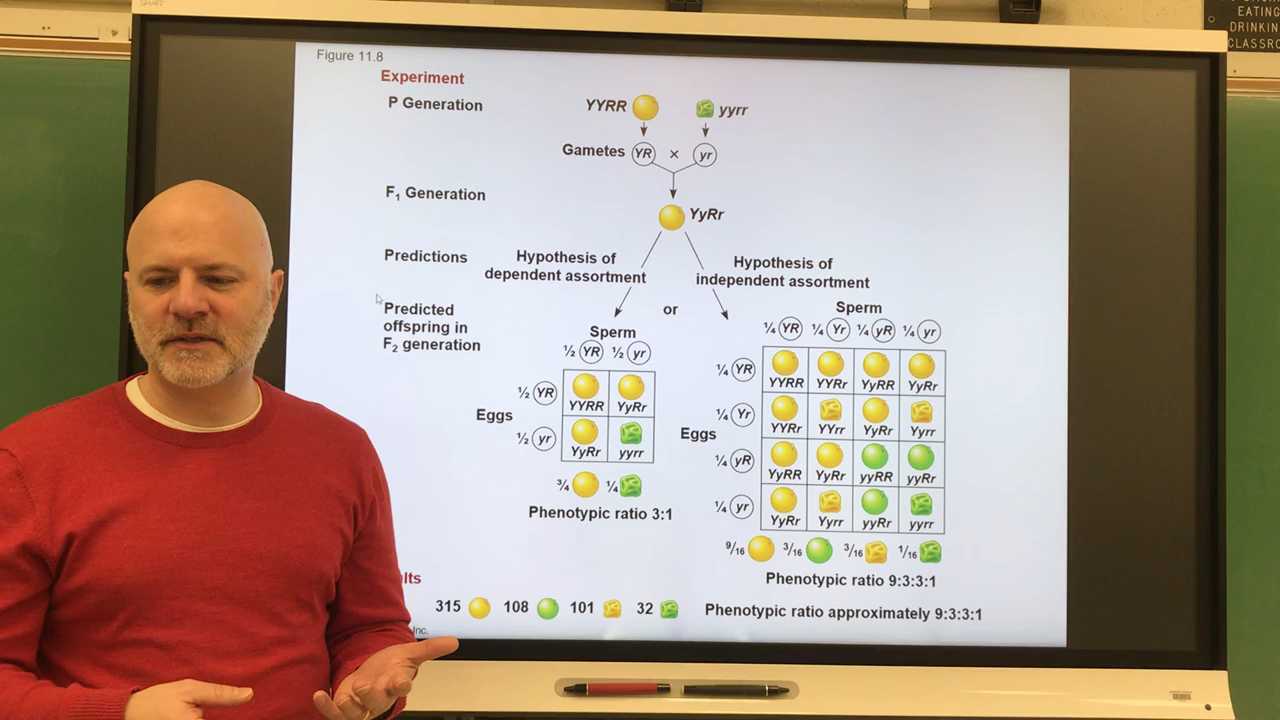 SMART
EATING
DRINKIN
CLASSRO
Figure 11.8
Experiment
P Generation
YYRR
yyrr
Gametes YR × yr
F1 Generation
YyRr
Predictions
Hypothesis of
dependent assortment
Hypothesis of
independent assortment
or
Predicted
offspring in
F2 generation
Sperm
½ YR ½ yr
Eggs
½ YR
YYRR YyRr
½ yr
YyRr yyrr
¾ ¼
Phenotypic ratio 3:1
Sperm
¼ YR ¼ Yr ¼ yR ¼ yr
Eggs
¼ YR
YYRR YYRr YyRR YyRr
¼ Yr
YYRr YYrr YyRr Yyrr
¼ yR
YyRR YyRr yyRR yyRr
¼ yr
YyRr Yyrr yyRr yyrr
9/16 3/16 3/16 1/16
Phenotypic ratio 9:3:3:1
lts
315 108 101 32 Phenotypic ratio approximately 9:3:3:1
Inc.